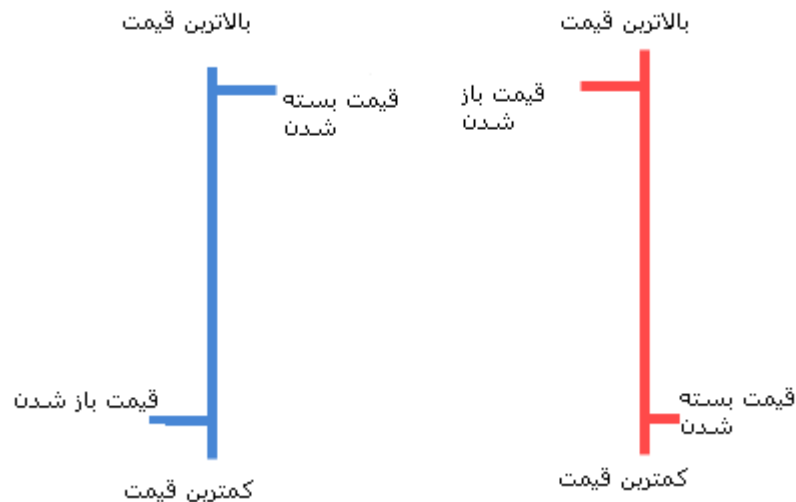 بالاترین قیمت
بالاترین قیمت
قیمت باز
شدن
قیمت بسته
شدن
قیمت بسته
شدن
قیمت باز شدن
کمترین قیمت
کمترین قیمت